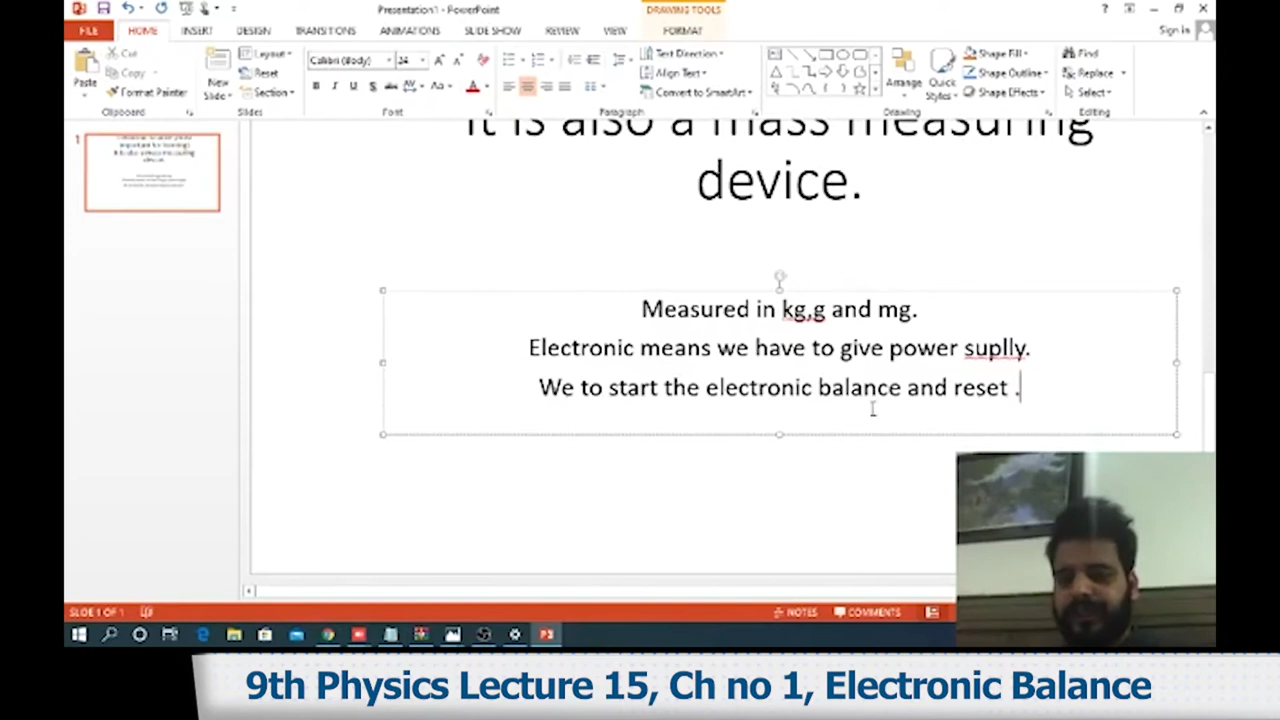 Presentation1 - PowerPoint
DRAWING TOOLS
FILE HOME INSERT DESIGN TRANSITIONS ANIMATIONS SLIDE SHOW REVIEW VIEW FORMAT Sign in
Cut
Copy
Format Painter
Paste
Clipboard
New Slide
Layout
Reset
Section
Slides
Calibri (Body) 24
Font
Text Direction
Align Text
Convert to SmartArt
Paragraph
Arrange
Quick Styles
Shape Fill
Shape Outline
Shape Effects
Drawing
Find
Replace
Select
Editing
1
It is also a mass measuring
device.
Measured in kg,g and mg.
Electronic means we have to give power suplly.
We to start the electronic balance and reset .
SLIDE 1 OF 1
NOTES COMMENTS
9th Physics Lecture 15, Ch no 1, Electronic Balance